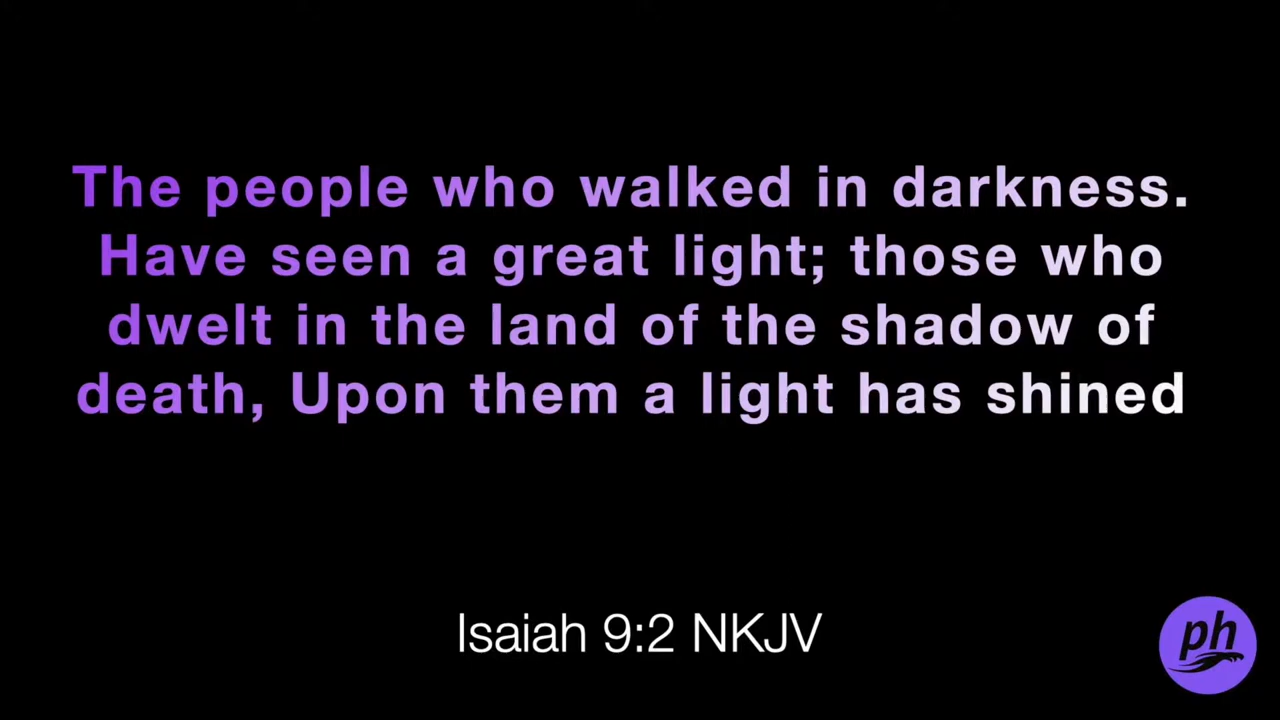 The people who walked in darkness.
Have seen a great light; those who
dwelt in the land of the shadow of
death, Upon them a light has shined
Isaiah 9:2 NKJV
ph